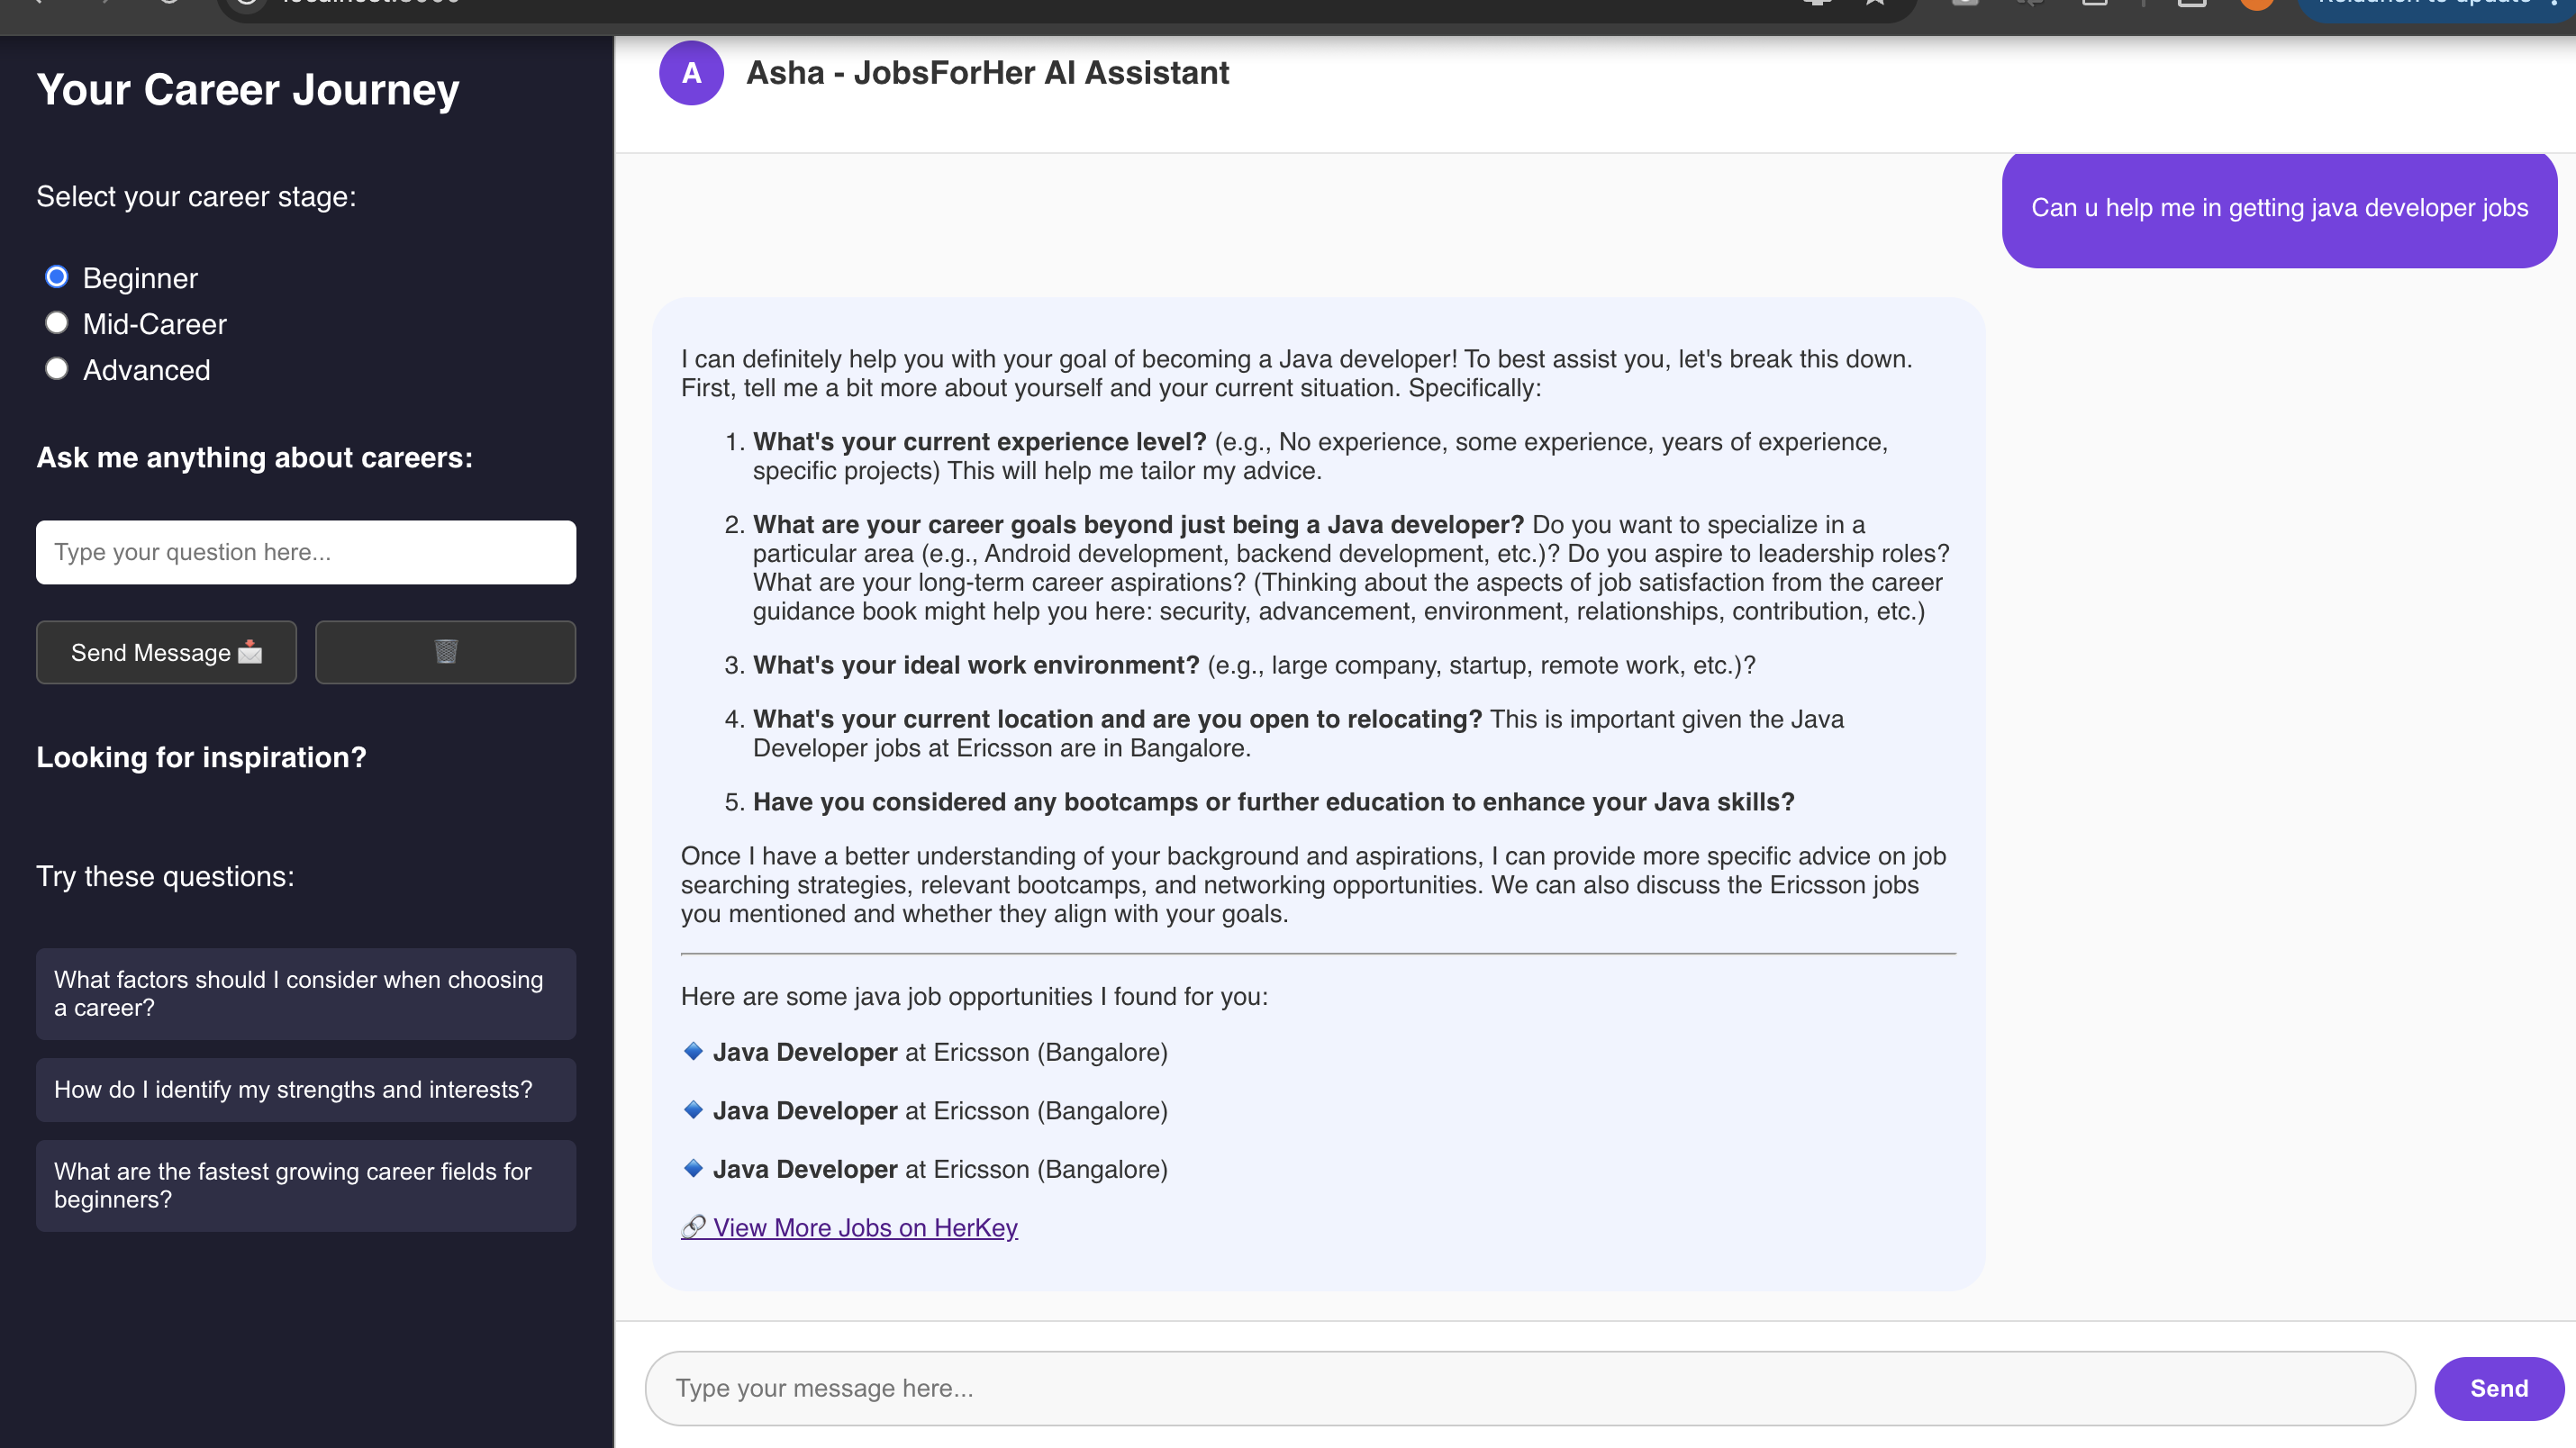 Your Career Journey
Select your career stage:
Beginner
Mid-Career
Advanced
Ask me anything about careers:
Type your question here...
Send Message
Looking for inspiration?
Try these questions:
What factors should I consider when choosing
a career?
How do I identify my strengths and interests?
What are the fastest growing career fields for
beginners?
A
Asha - JobsForHer AI Assistant
Can u help me in getting java developer jobs
I can definitely help you with your goal of becoming a Java developer! To best assist you, let's break this down.
First, tell me a bit more about yourself and your current situation. Specifically:
1. What's your current experience level? (e.g., No experience, some experience, years of experience,
specific projects) This will help me tailor my advice.
2. What are your career goals beyond just being a Java developer? Do you want to specialize in a
particular area (e.g., Android development, backend development, etc.)? Do you aspire to leadership roles?
What are your long-term career aspirations? (Thinking about the aspects of job satisfaction from the career
guidance book might help you here: security, advancement, environment, relationships, contribution, etc.)
3. What's your ideal work environment? (e.g., large company, startup, remote work, etc.)?
4. What's your current location and are you open to relocating? This is important given the Java
Developer jobs at Ericsson are in Bangalore.
5. Have you considered any bootcamps or further education to enhance your Java skills?
Once I have a better understanding of your background and aspirations, I can provide more specific advice on job
searching strategies, relevant bootcamps, and networking opportunities. We can also discuss the Ericsson jobs
you mentioned and whether they align with your goals.
Here are some java job opportunities I found for you:
Java Developer at Ericsson (Bangalore)
Java Developer at Ericsson (Bangalore)
Java Developer at Ericsson (Bangalore)
View More Jobs on HerKey
Type your message here...
Send